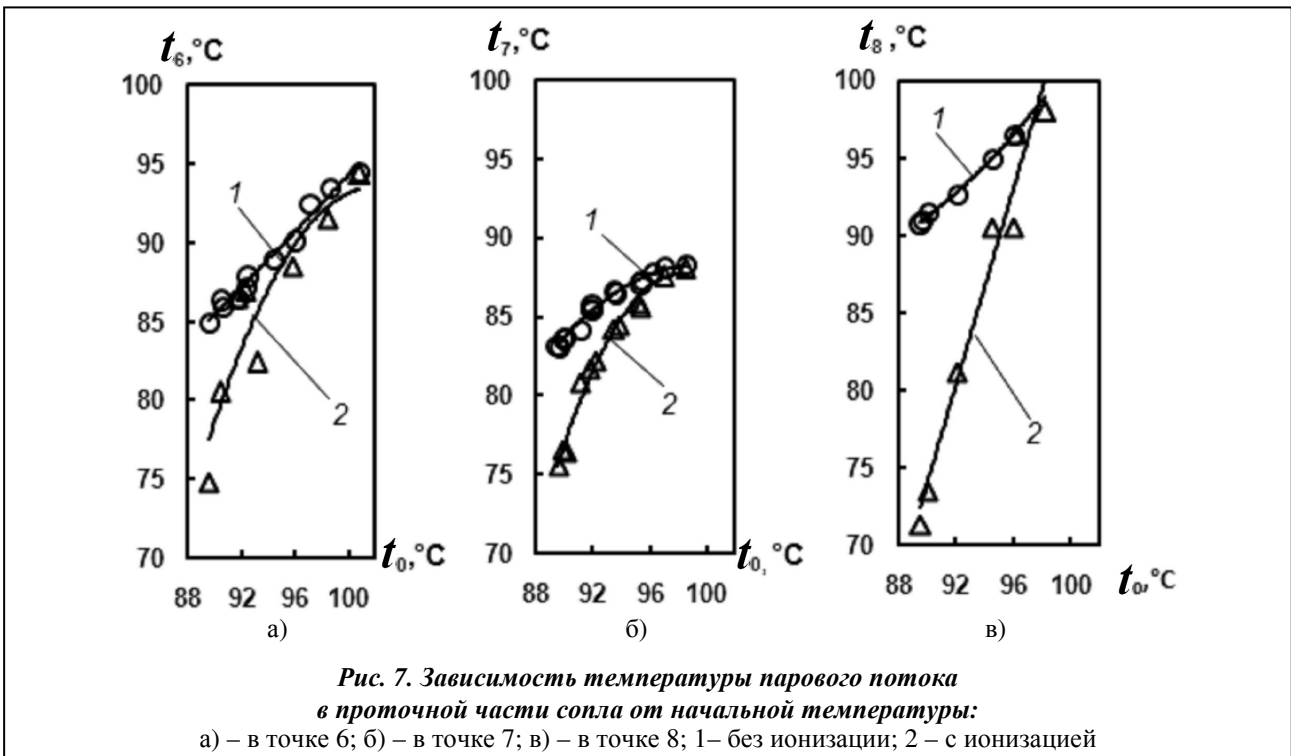 t₆,°C
100
95
90
85
80
75
70
1
2
88 92 96 100
t₀,°C
а)
t₇,°C
100
95
90
85
80
75
70
1
2
88 92 96 100
t₀,°C
б)
t₈,°C
100
95
90
85
80
75
70
1
2
88 92 96 100
t₀,°C
в)
Рис. 7. Зависимость температуры парового потока
в проточной части сопла от начальной температуры:
а) – в точке 6; б) – в точке 7; в) – в точке 8; 1– без ионизации; 2 – с ионизацией